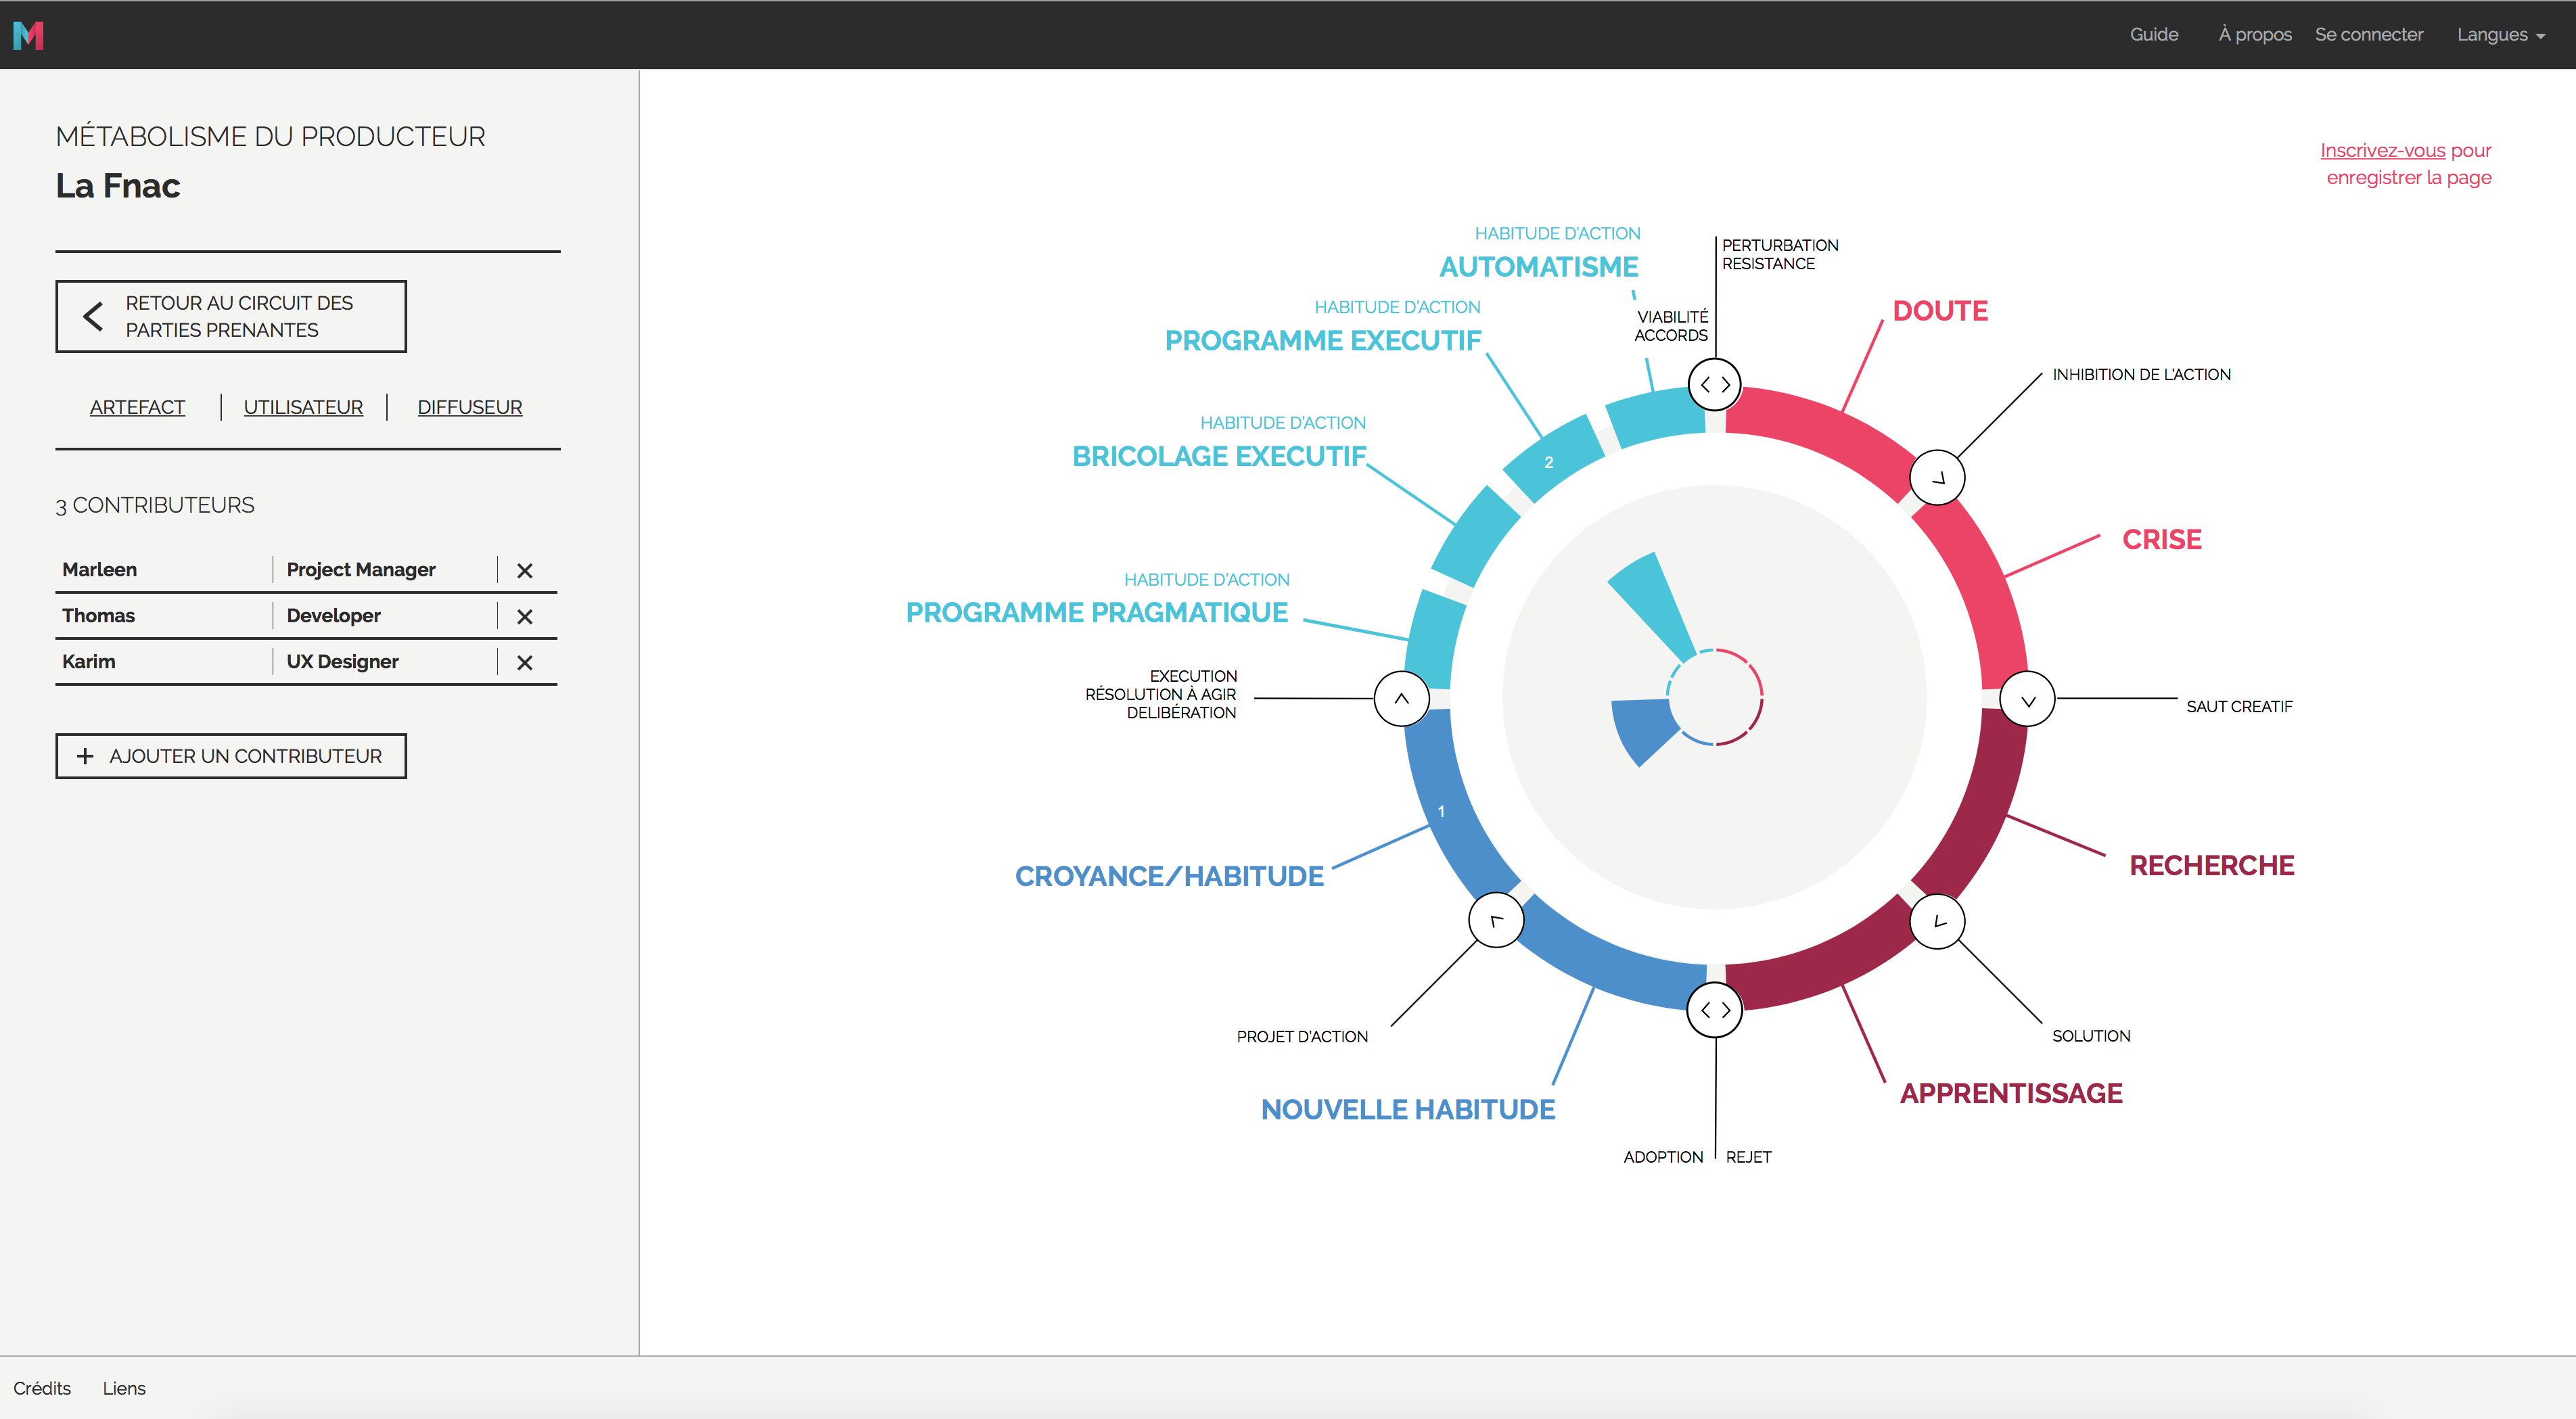 M
Guide
À propos
Se connecter
Langues
MÉTABOLISME DU PRODUCTEUR
La Fnac
RETOUR AU CIRCUIT DES
PARTIES PRENANTES
ARTEFACT
UTILISATEUR
DIFFUSEUR
3 CONTRIBUTEURS
Marleen
Project Manager
Thomas
Developer
Karim
UX Designer
+ AJOUTER UN CONTRIBUTEUR
Inscrivez-vous pour
enregistrer la page
HABITUDE D'ACTION
AUTOMATISME
PERTURBATION
RESISTANCE
VIABILITÉ
ACCORDS
DOUTE
HABITUDE D'ACTION
PROGRAMME EXECUTIF
INHIBITION DE L'ACTION
HABITUDE D'ACTION
BRICOLAGE EXECUTIF
2
CRISE
HABITUDE D'ACTION
PROGRAMME PRAGMATIQUE
EXECUTION
RÉSOLUTION À AGIR
DELIBÉRATION
SAUT CREATIF
1
CROYANCE/HABITUDE
RECHERCHE
PROJET D'ACTION
SOLUTION
NOUVELLE HABITUDE
APPRENTISSAGE
ADOPTION
REJET
Crédits
Liens